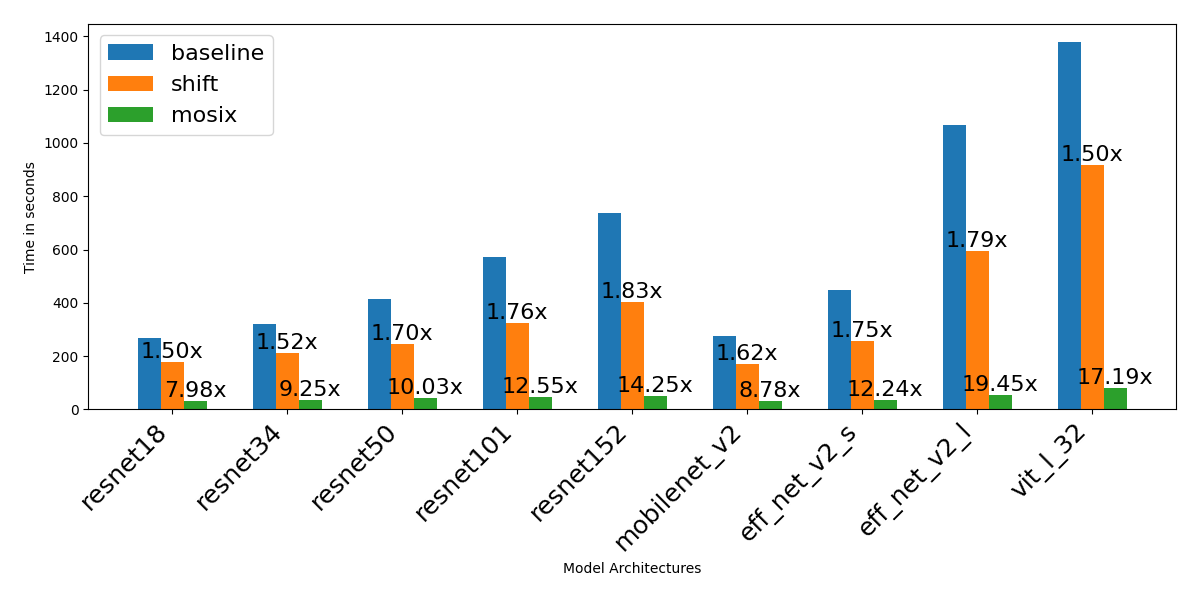 1400
1200
1000
800
600
400
200
0
Time in seconds
baseline
shift
mosix
1.50x
7.98x
1.52x
9.25x
1.70x
10.03x
1.76x
12.55x
1.83x
14.25x
1.62x
8.78x
1.75x
12.24x
1.79x
19.45x
1.50x
17.19x
resnet18
resnet34
resnet50
resnet101
resnet152
mobilenet_v2
eff_net_v2_s
eff_net_v2_l
vit_l_32
Model Architectures